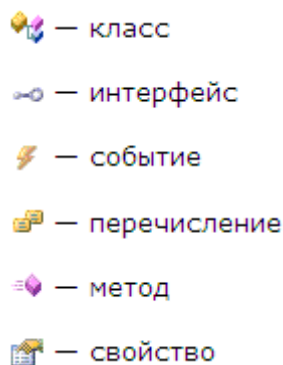 — класс
— интерфейс
— событие
— перечисление
— метод
— свойство